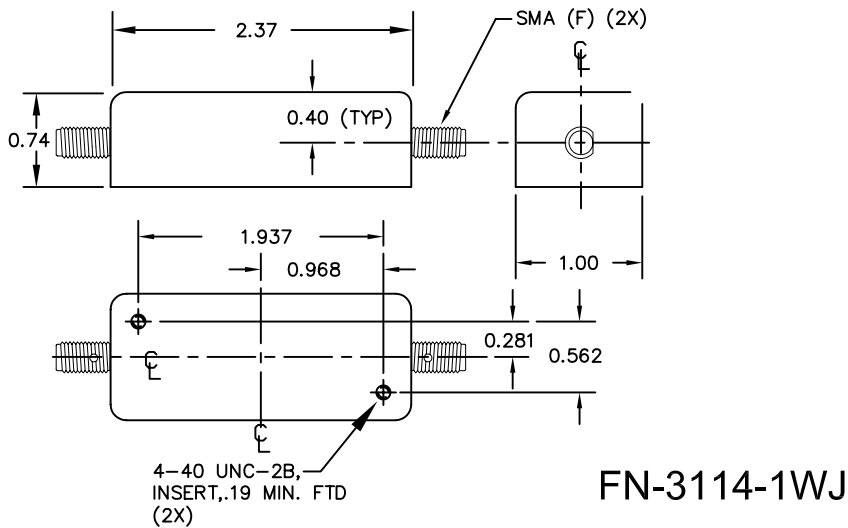 SMA (F) (2X)
2.37
C
L
0.40 (TYP)
0.74
1.937
1.00
0.968
0.281
0.562
C
L
C
L
4-40 UNC-2B,
INSERT,.19 MIN. FTD
(2X)
FN-3114-1WJ